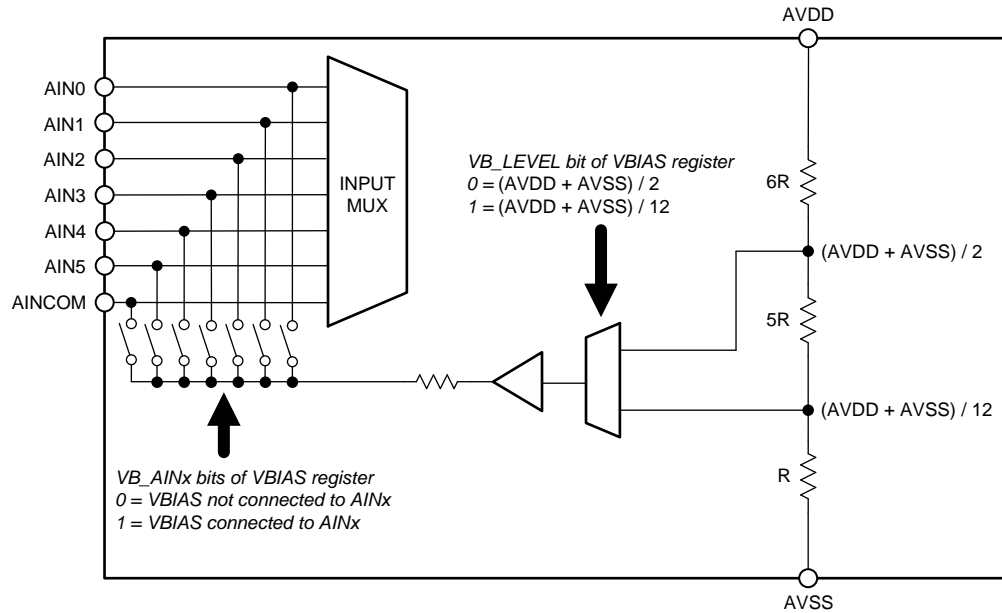 AVDD
AIN0
AIN1
AIN2
AIN3
AIN4
AIN5
AINCOM
INPUT
MUX
VB_LEVEL bit of VBIAS register
0 = (AVDD + AVSS) / 2
1 = (AVDD + AVSS) / 12
6R
(AVDD + AVSS) / 2
5R
(AVDD + AVSS) / 12
R
VB_AINx bits of VBIAS register
0 = VBIAS not connected to AINx
1 = VBIAS connected to AINx
AVSS